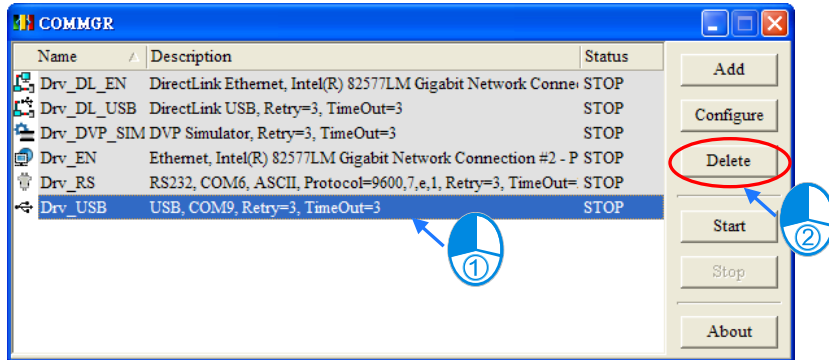 COMMGR
Name Description Status
Drv_DL_EN DirectLink Ethernet, Intel(R) 82577LM Gigabit Network Conne STOP
Drv_DL_USB DirectLink USB, Retry=3, TimeOut=3 STOP
Drv_DVP_SIM DVP Simulator, Retry=3, TimeOut=3 STOP
Drv_EN Ethernet, Intel(R) 82577LM Gigabit Network Connection #2 - P STOP
Drv_RS RS232, COM6, ASCII, Protocol=9600,7,e,1, Retry=3, TimeOut= STOP
Drv_USB USB, COM9, Retry=3, TimeOut=3 STOP
Add
Configure
Delete
Start
Stop
About
①
②